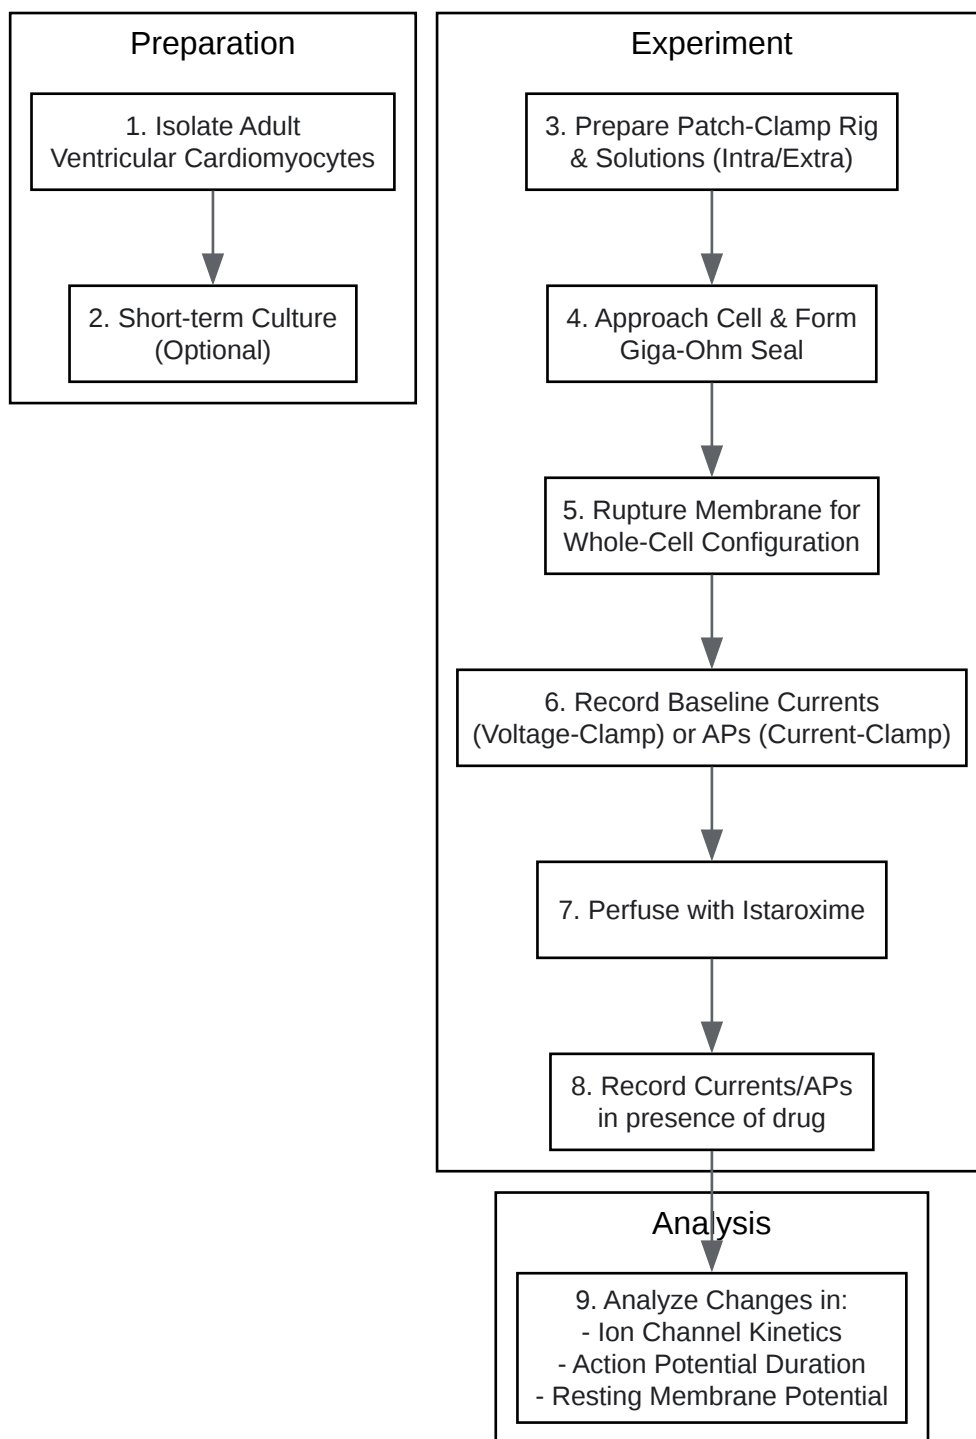 Preparation
1. Isolate Adult
Ventricular Cardiomyocytes
2. Short-term Culture
(Optional)
Experiment
3. Prepare Patch-Clamp Rig
& Solutions (Intra/Extra)
4. Approach Cell & Form
Giga-Ohm Seal
5. Rupture Membrane for
Whole-Cell Configuration
6. Record Baseline Currents
(Voltage-Clamp) or APs (Current-Clamp)
7. Perfuse with Istaroxime
8. Record Currents/APs
in presence of drug
Analysis
9. Analyze Changes in:
- Ion Channel Kinetics
- Action Potential Duration
- Resting Membrane Potential